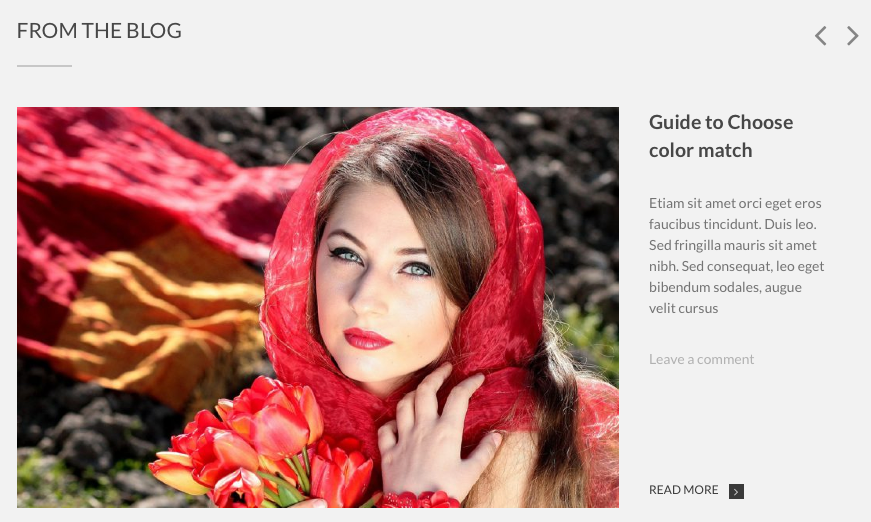 FROM THE BLOG
Guide to Choose
color match
Etiam sit amet orci eget eros
faucibus tincidunt. Duis leo.
Sed fringilla mauris sit amet
nibh. Sed consequat, leo eget
bibendum sodales, augue
velit cursus
Leave a comment
READ MORE